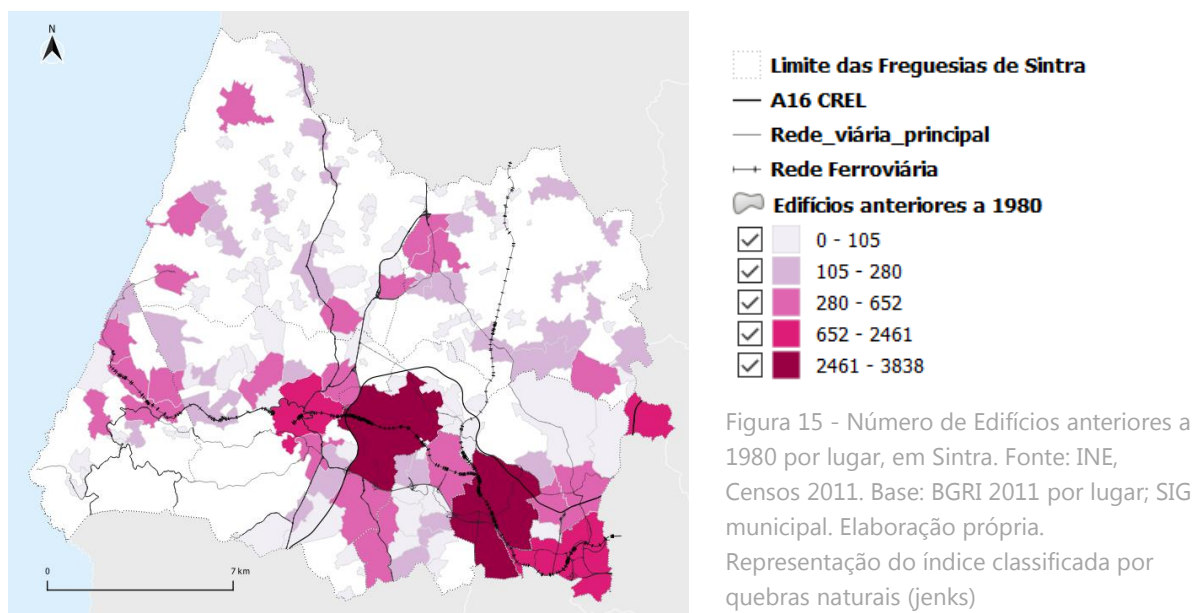 N
0
7 km
Limite das Freguesias de Sintra
A16 CREL
Rede_viária_principal
Rede Ferroviária
Edifícios anteriores a 1980
0 - 105
105 - 280
280 - 652
652 - 2461
2461 - 3838
Figura 15 - Número de Edifícios anteriores a
1980 por lugar, em Sintra. Fonte: INE,
Censos 2011. Base: BGRI 2011 por lugar; SIG
municipal. Elaboração própria.
Representação do índice classificada por
quebras naturais (jenks)